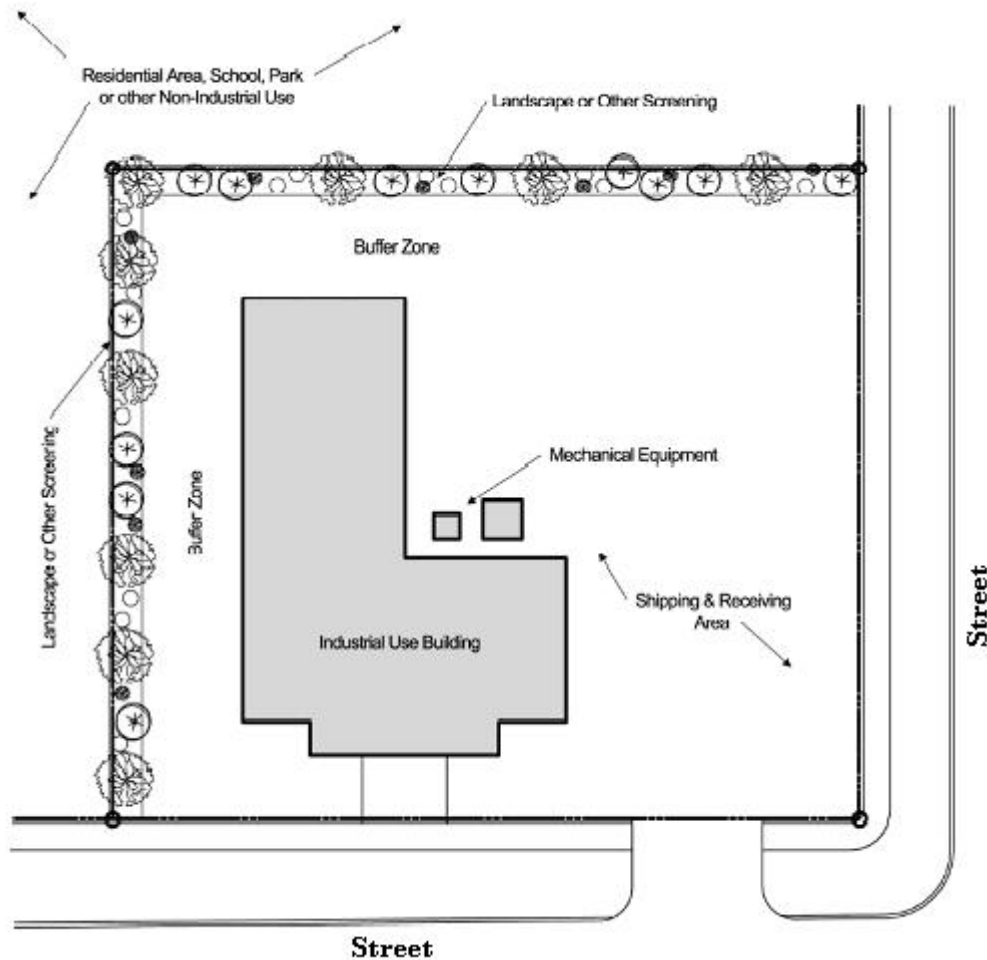 Residential Area, School, Park
or other Non-Industrial Use
Landscape or Other Screening
Buffer Zone
Landscape or Other Screening
Buffer Zone
Mechanical Equipment
Shipping & Receiving
Area
Industrial Use Building
Street
Street